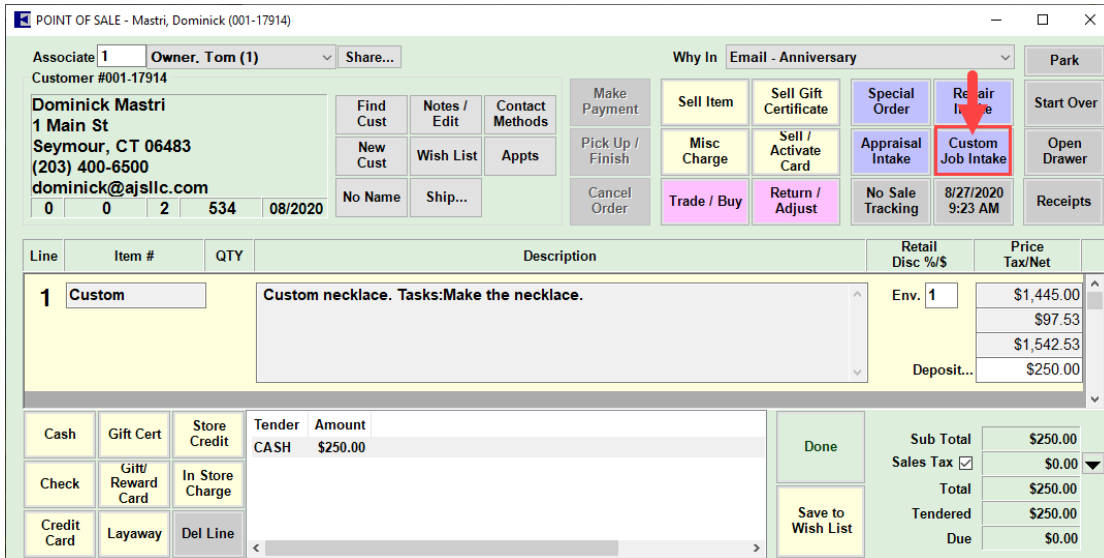 POINT OF SALE - Mastri, Dominick (001-17914)
Associate 1 Owner, Tom (1) Share... Why In Email - Anniversary Park
Customer #001-17914
Dominick Mastri
1 Main St
Seymour, CT 06483
(203) 400-6500
dominick@ajsllc.com
0 0 2 534 08/2020
Find
Cust
Notes /
Edit
Contact
Methods
New
Cust
Wish List
Appts
No Name
Ship...
Make
Payment
Sell Item
Sell Gift
Certificate
Special
Order
Start Over
Pick Up /
Finish
Misc
Charge
Sell /
Activate
Card
Appraisal
Intake
Custom
Job Intake
Open
Drawer
Cancel
Order
Trade / Buy
Return /
Adjust
No Sale
Tracking
8/27/2020
9:23 AM
Receipts
Line Item # QTY Description Retail
Disc %/$
Price
Tax/Net
1 Custom Custom necklace. Tasks:Make the necklace. Env. 1 $1,445.00
$97.53
$1,542.53
Deposit... $250.00
Cash
Gift Cert
Store
Credit
Check
Gift/
Reward
Card
In Store
Charge
Credit
Card
Layaway
Del Line
Tender Amount
CASH $250.00
Done
Save to
Wish List
Sub Total $250.00
Sales Tax $0.00
Total $250.00
Tendered $250.00
Due $0.00